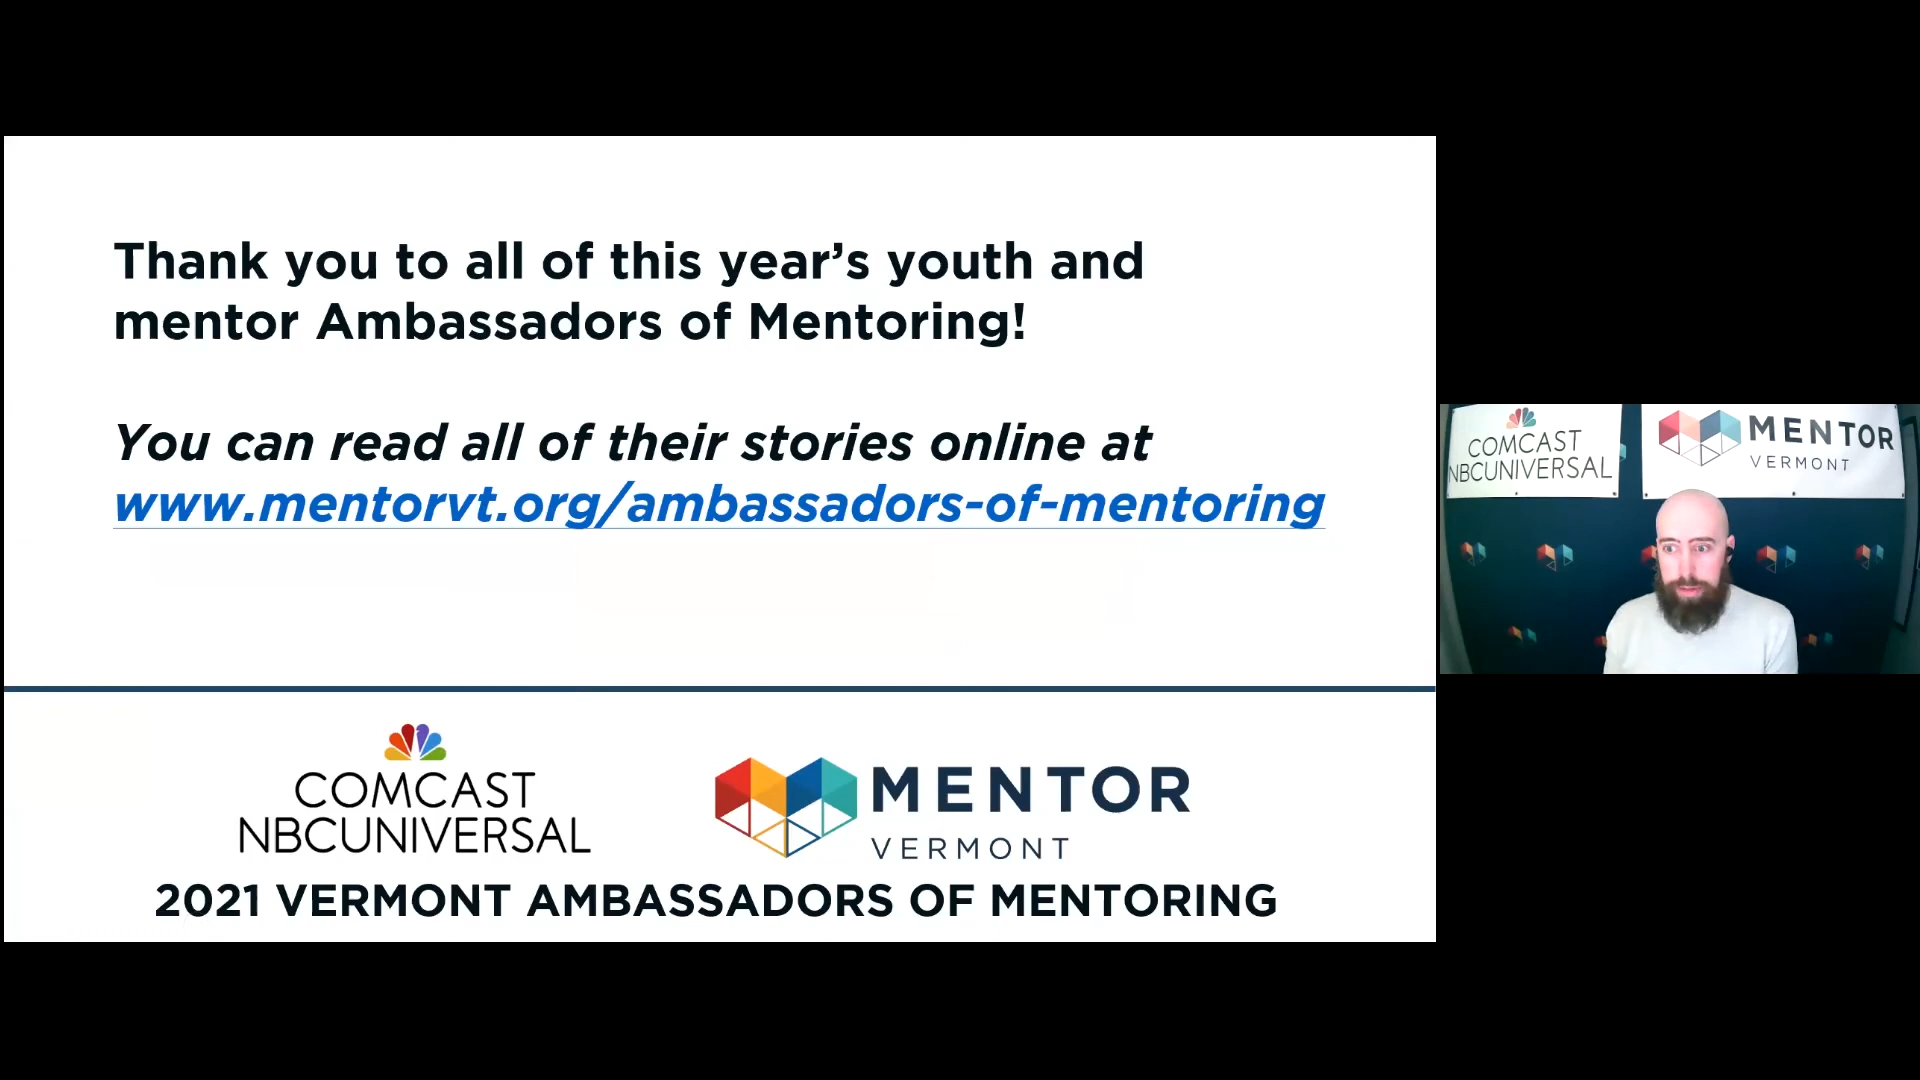 Thank you to all of this year’s youth and
mentor Ambassadors of Mentoring!
You can read all of their stories online at
www.mentorvt.org/ambassadors-of-mentoring
COMCAST
NBCUNIVERSAL
MENTOR
VERMONT
2021 VERMONT AMBASSADORS OF MENTORING
COMCAST
NBCUNIVERSAL
MENTOR
VERMONT